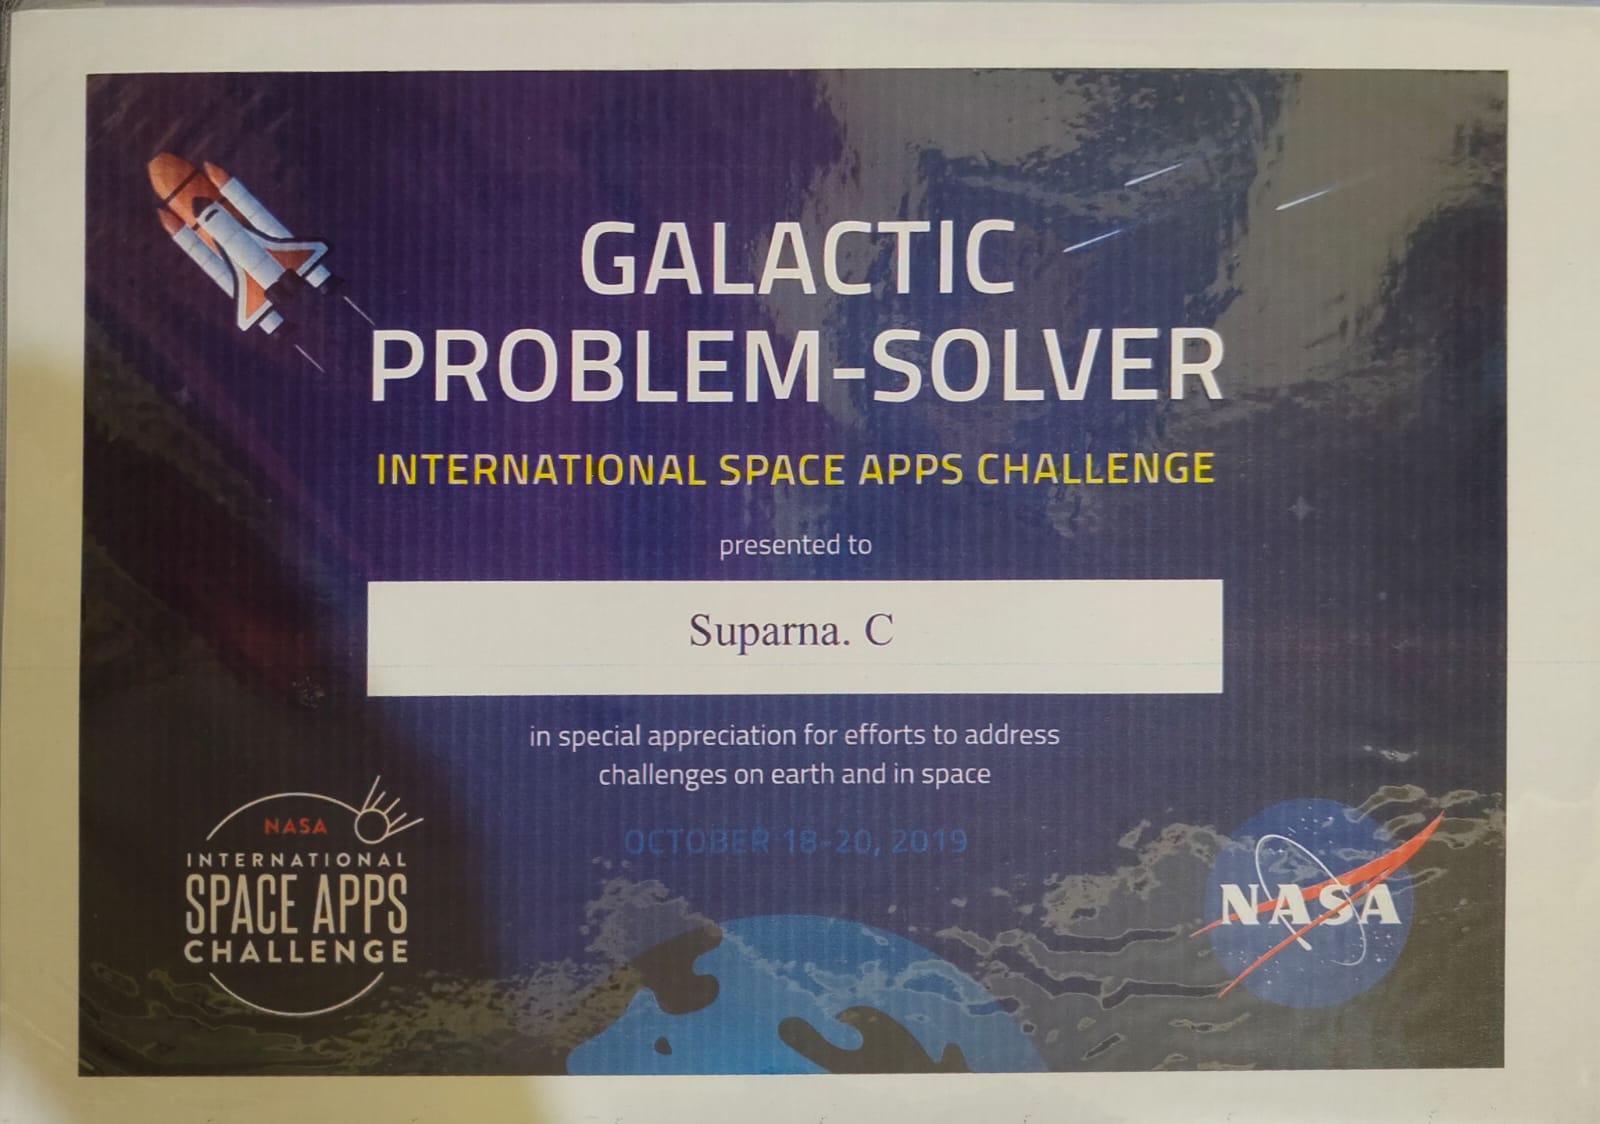 GALACTIC
PROBLEM-SOLVER
INTERNATIONAL SPACE APPS CHALLENGE
presented to
Suparna. C
in special appreciation for efforts to address
challenges on earth and in space
OCTOBER 18-20, 2019
NASA
INTERNATIONAL
SPACE APPS
CHALLENGE
NASA